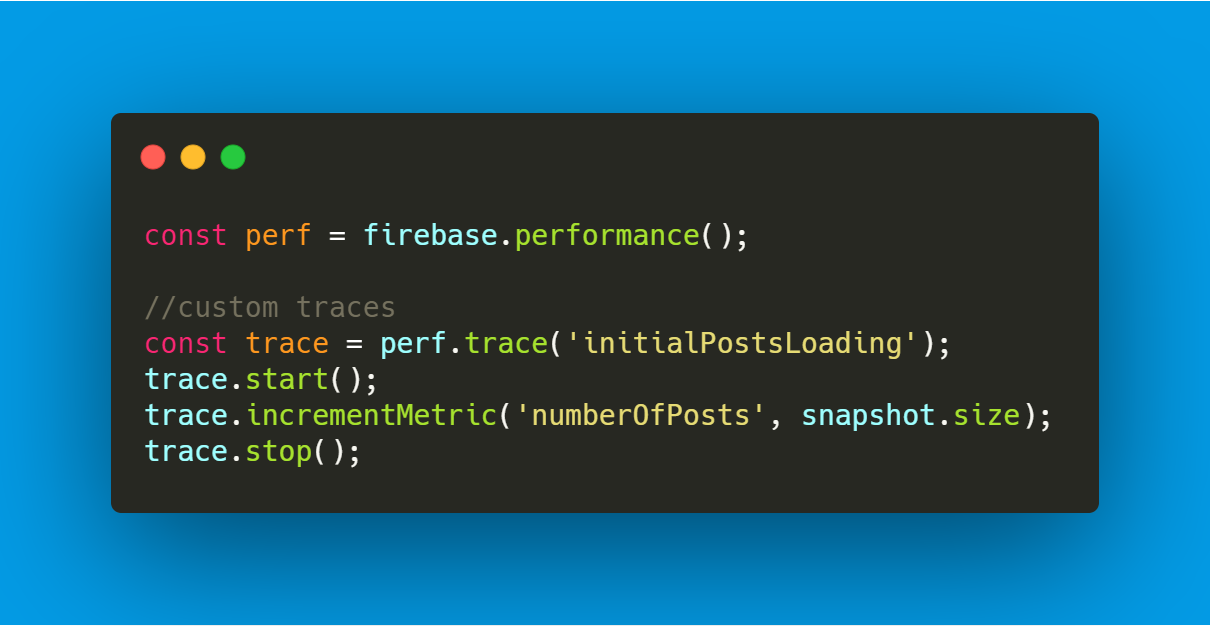 const perf = firebase.performance();
//custom traces
const trace = perf.trace('initialPostsLoading');
trace.start();
trace.incrementMetric('numberOfPosts', snapshot.size);
trace.stop();